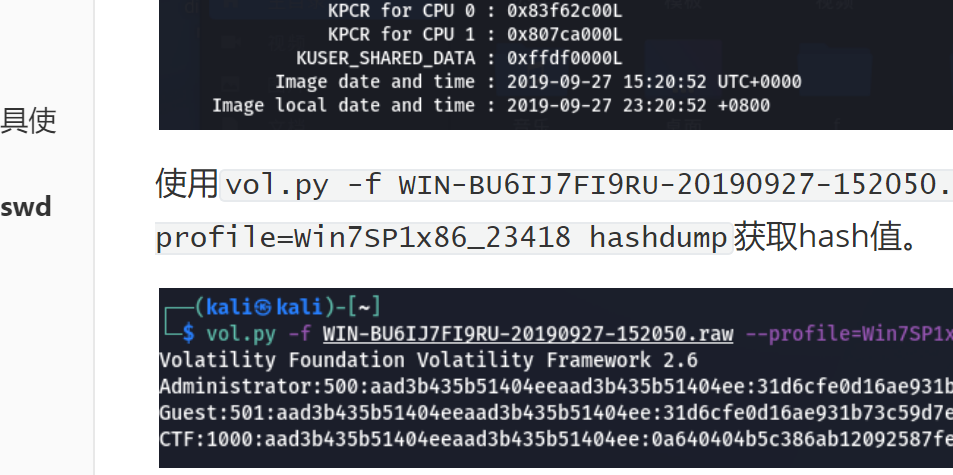 KPCR for CPU 0 : 0x83f62c00L
KPCR for CPU 1 : 0x807ca000L
KUSER_SHARED_DATA : 0xffdf0000L
Image date and time : 2019-09-27 15:20:52 UTC+0000
Image local date and time : 2019-09-27 23:20:52 +0800
具使
swd
使用vol.py -f WIN-BU6IJ7FI9RU-20190927-152050.
profile=Win7SP1x86_23418 hashdump获取hash值。
┌──(kali㉿kali)-[~]
└─$ vol.py -f WIN-BU6IJ7FI9RU-20190927-152050.raw --profile=Win7SP1x
Volatility Foundation Volatility Framework 2.6
Administrator:500:aad3b435b51404eeaad3b435b51404ee:31d6cfe0d16ae931b
Guest:501:aad3b435b51404eeaad3b435b51404ee:31d6cfe0d16ae931b73c59d7e
CTF:1000:aad3b435b51404eeaad3b435b51404ee:0a640404b5c386ab12092587fe